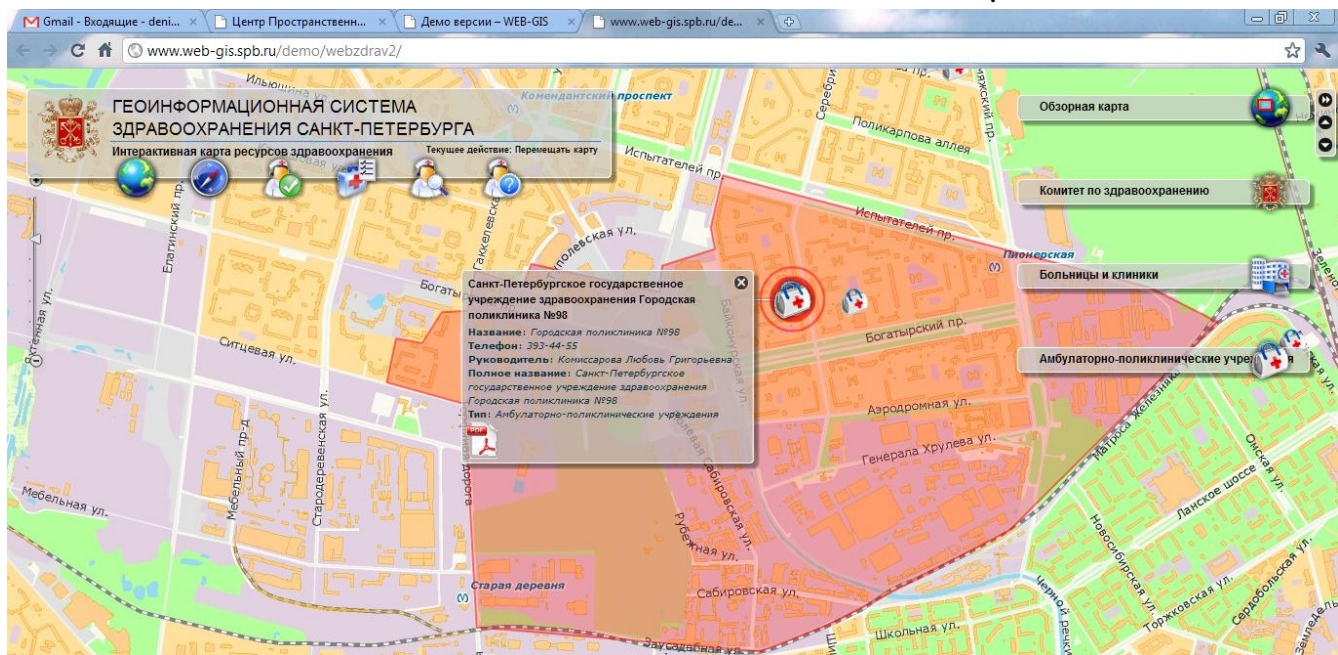 Gmail - Входящие - deni...
Центр Пространственн...
Демо версии – WEB-GIS
www.web-gis.spb.ru/de...
www.web-gis.spb.ru/demo/webzdrav2/
ГЕОИНФОРМАЦИОННАЯ СИСТЕМА
ЗДРАВООХРАНЕНИЯ САНКТ-ПЕТЕРБУРГА
Интерактивная карта ресурсов здравоохранения
Текущее действие: Перемещать карту
Обзорная карта
Комитет по здравоохранению
Больницы и клиники
Амбулаторно-поликлинические учре
Санкт-Петербургское государственное
учреждение здравоохранения Городская
поликлиника №98
Название: Городская поликлиника №98
Телефон: 393-44-55
Руководитель: Комиссарова Любовь Григорьевна
Полное название: Санкт-Петербургское
государственное учреждение здравоохранения
Городская поликлиника №98
Тип: Амбулаторно-поликлинические учреждения
PDF
Комендантский проспект
Поликарпова аллея
Испытателей пр.
Испытателей пр.
Пионерская
Елагинский пр.
Ситцевая ул.
Богатырский пр.
Аэродромная ул.
Генерала Хрулева ул.
Матроса Железняка
Мебельная ул.
Мебельный пр-д
Стародеревенская ул.
Сабировская ул.
Рубежная ул.
Старая деревня
Сабировская ул.
Школьная ул.
Черной речки
Новосибирская ул.
Ланское шоссе
Омская ул.
Торжковская ул.